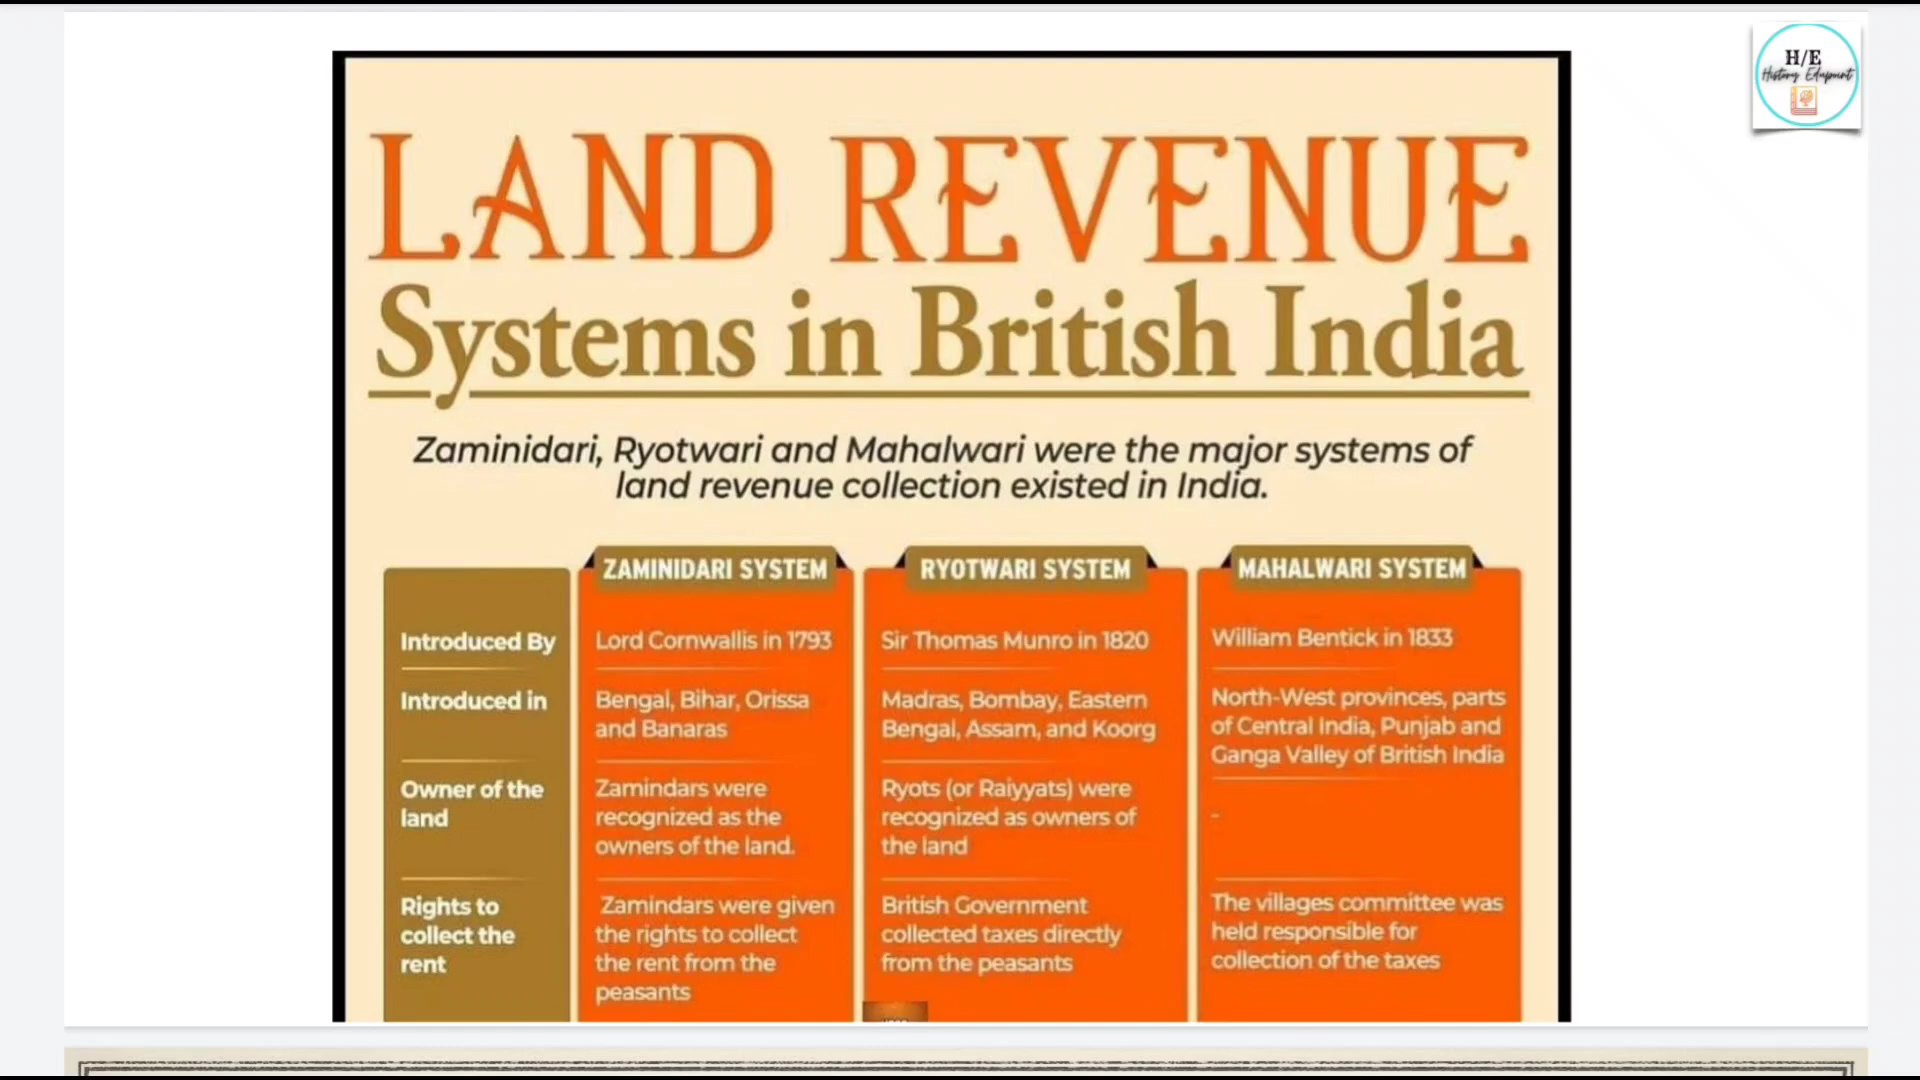 H/E
History Edupoint
LAND REVENUE
Systems in British India
Zaminidari, Ryotwari and Mahalwari were the major systems of
land revenue collection existed in India.
ZAMINIDARI SYSTEM
RYOTWARI SYSTEM
MAHALWARI SYSTEM
Introduced By
Lord Cornwallis in 1793
Sir Thomas Munro in 1820
William Bentick in 1833
Introduced in
Bengal, Bihar, Orissa
and Banaras
Madras, Bombay, Eastern
Bengal, Assam, and Koorg
North-West provinces, parts
of Central India, Punjab and
Ganga Valley of British India
Owner of the
land
Zamindars were
recognized as the
owners of the land.
Ryots (or Raiyyats) were
recognized as owners of
the land
-
Rights to
collect the
rent
Zamindars were given
the rights to collect
the rent from the
peasants
British Government
collected taxes directly
from the peasants
The villages committee was
held responsible for
collection of the taxes